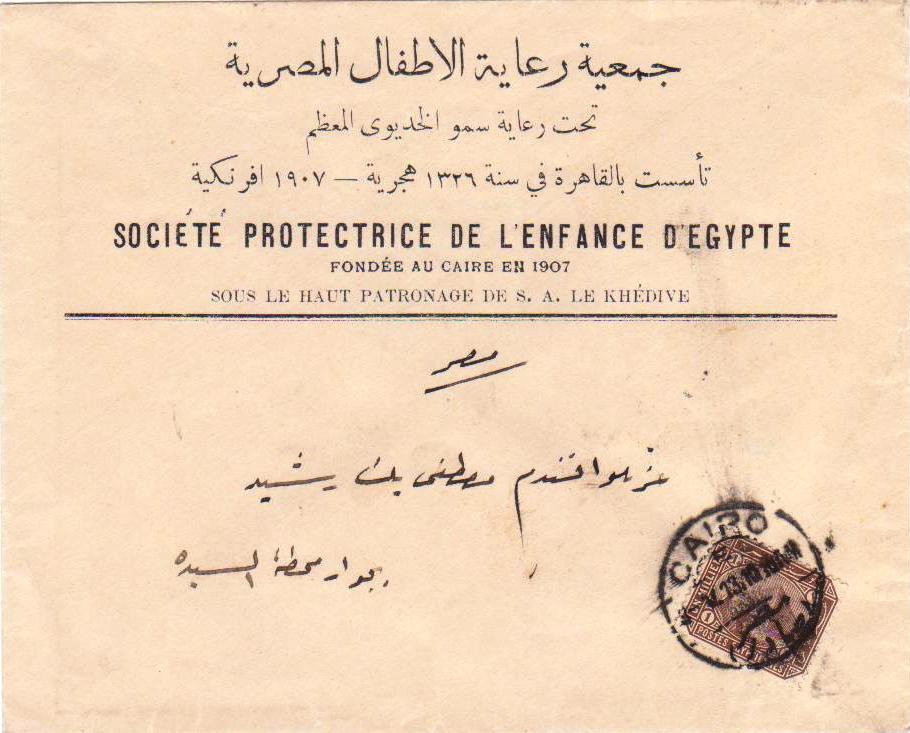 جمعية رعاية الاطفال المصرية
تحت رعاية سمو الخديوى المعظم
تأسست بالقاهرة في سنة ١٣٢٦ هجرية — ١٩٠٧ افرنكية
SOCIÉTÉ PROTECTRICE DE L'ENFANCE D'EGYPTE
FONDÉE AU CAIRE EN 1907
SOUS LE HAUT PATRONAGE DE S. A. LE KHÉDIVE
مصر
عزتلو افندم مصطفى بك رشيد
بجوار محطة السيده
CAIRO
POSTES